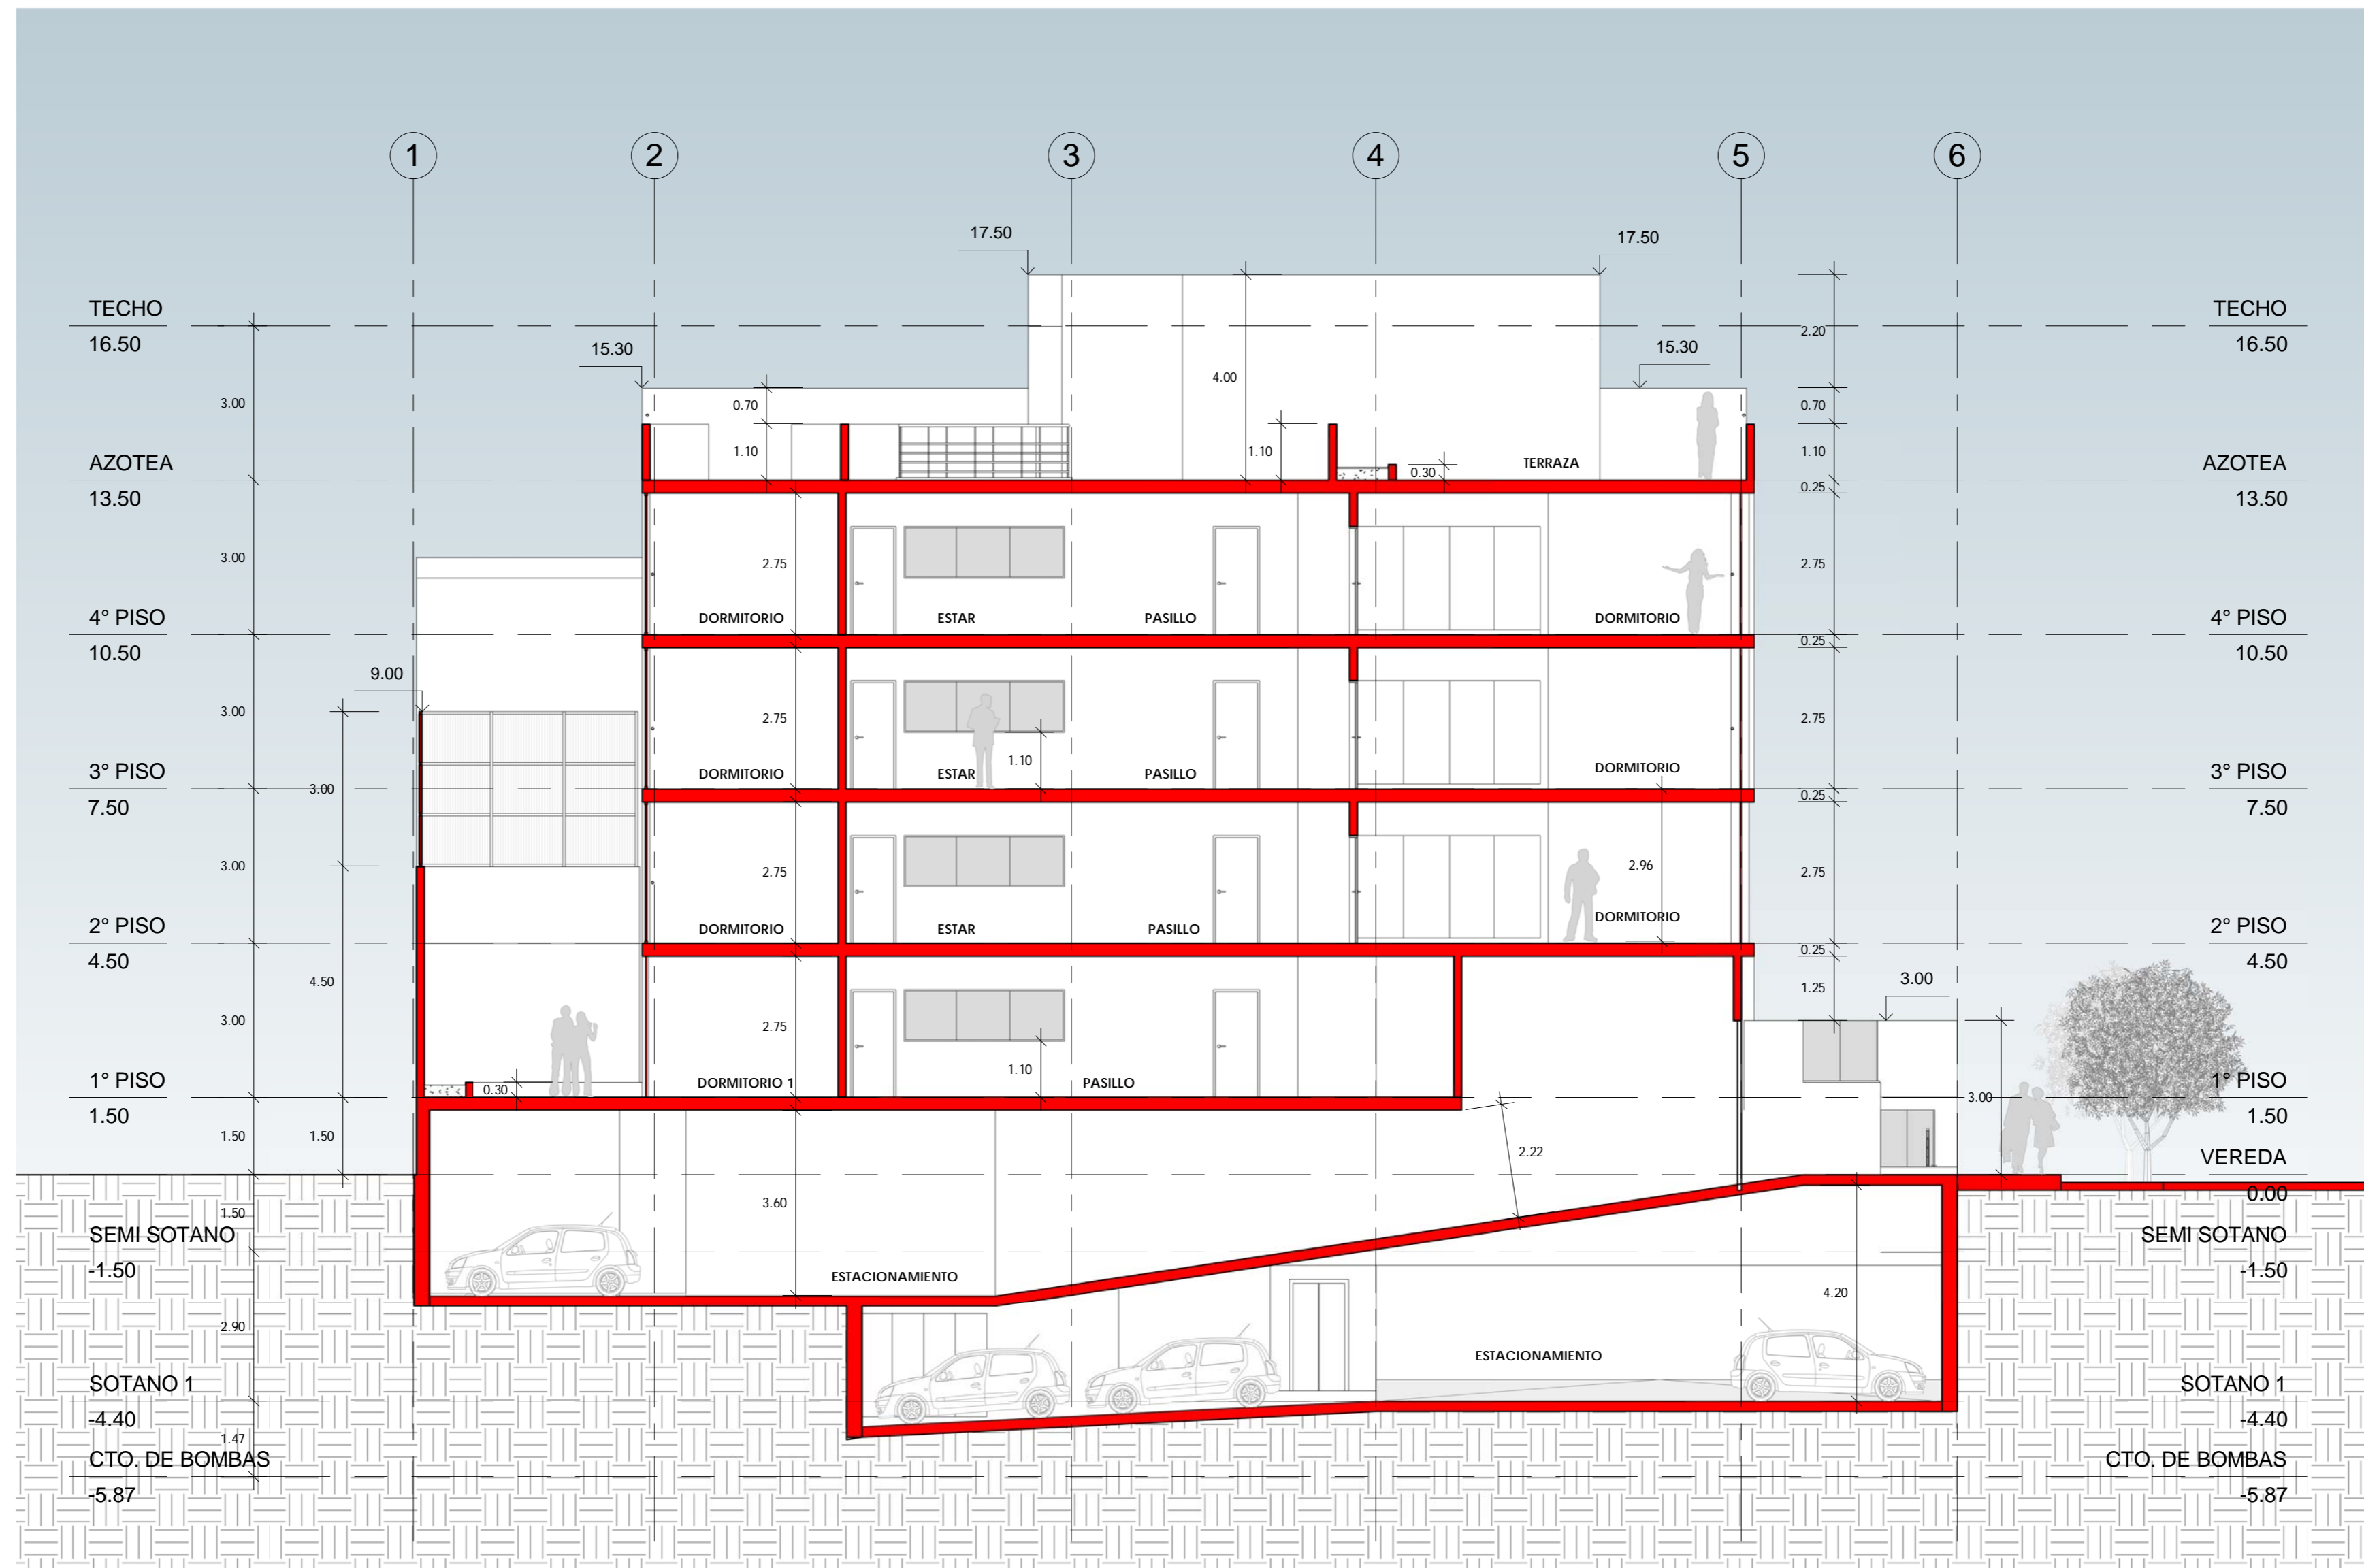 1 2 3 4 5 6
17.50 17.50
TECHO TECHO
16.50 2.20 16.50
15.30 15.30
3.00 0.70 4.00 0.70
1.10 1.10 0.30 TERRAZA 1.10
AZOTEA AZOTEA
13.50 0.25 13.50
3.00 2.75 2.75
4° PISO DORMITORIO ESTAR PASILLO DORMITORIO 4° PISO
10.50 0.25 10.50
9.00
3.00 2.75 2.75
1.10
3° PISO 3.00 DORMITORIO ESTAR PASILLO DORMITORIO 3° PISO
7.50 0.25 7.50
3.00 2.75 2.96 2.75
2° PISO DORMITORIO ESTAR PASILLO DORMITORIO 2° PISO
4.50 0.25 4.50
4.50 1.25 3.00
3.00 2.75
1.10
1° PISO 0.30 DORMITORIO 1 PASILLO 3.00 1° PISO
1.50 1.50
1.50 1.50 2.22
VEREDA
0.00
1.50 3.60
SEMI SOTANO SEMI SOTANO
-1.50 ESTACIONAMIENTO -1.50
4.20
2.90 ESTACIONAMIENTO
SOTANO 1 SOTANO 1
-4.40 -4.40
1.47
CTO. DE BOMBAS CTO. DE BOMBAS
-5.87 -5.87